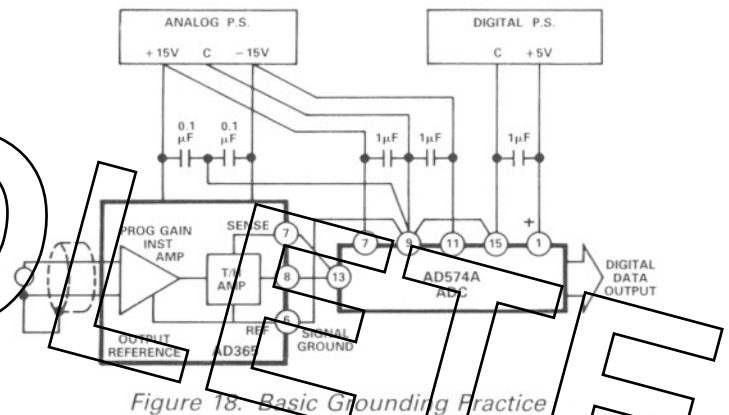 ANALOG P.S.
+15V C -15V
DIGITAL P.S.
C +5V
0.1 μF
0.1 μF
1μF
1μF
1μF
PROG GAIN
INST
AMP
SENSE
7
T/H
AMP
8
REF
6
OUTPUT
REFERENCE
AD365
SIGNAL
GROUND
13
7
9
11
15
+
1
AD574A
ADC
DIGITAL
DATA
OUTPUT
Figure 18. Basic Grounding Practice
OLETE